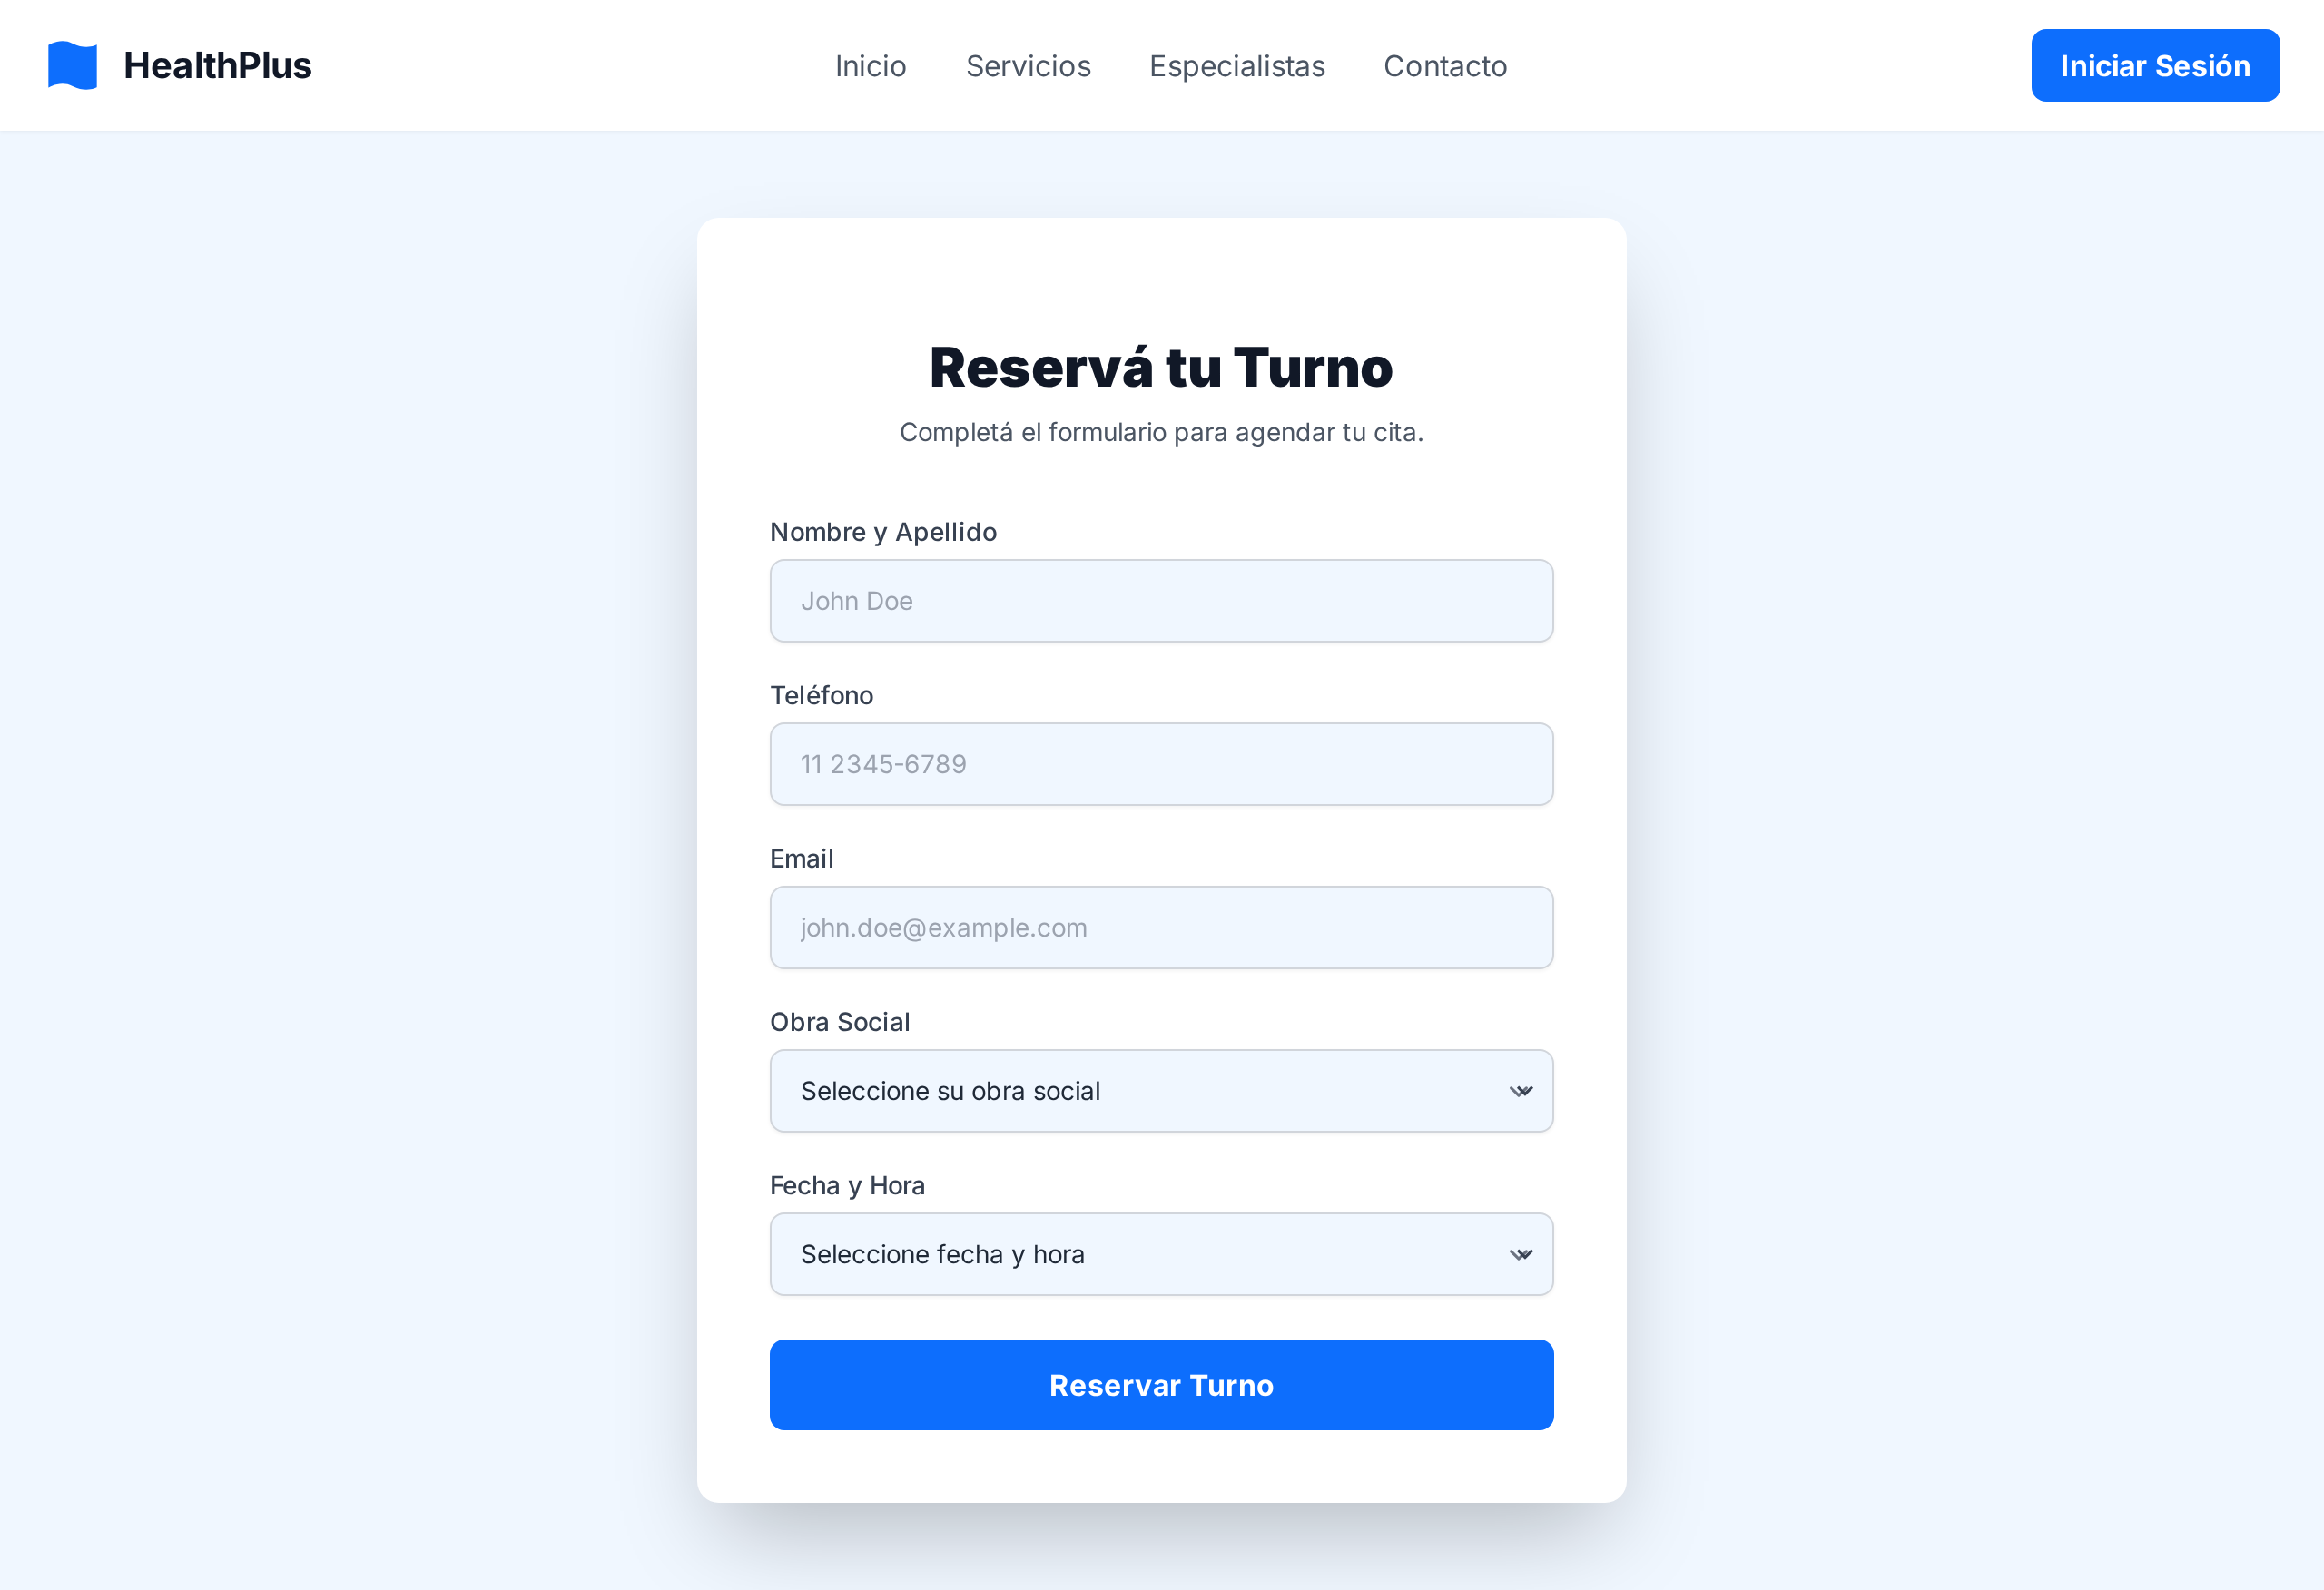 HealthPlus
Inicio
Servicios
Especialistas
Contacto
Iniciar Sesión
Reservá tu Turno
Completá el formulario para agendar tu cita.
Nombre y Apellido
John Doe
Teléfono
11 2345-6789
Email
john.doe@example.com
Obra Social
Seleccione su obra social
Fecha y Hora
Seleccione fecha y hora
Reservar Turno